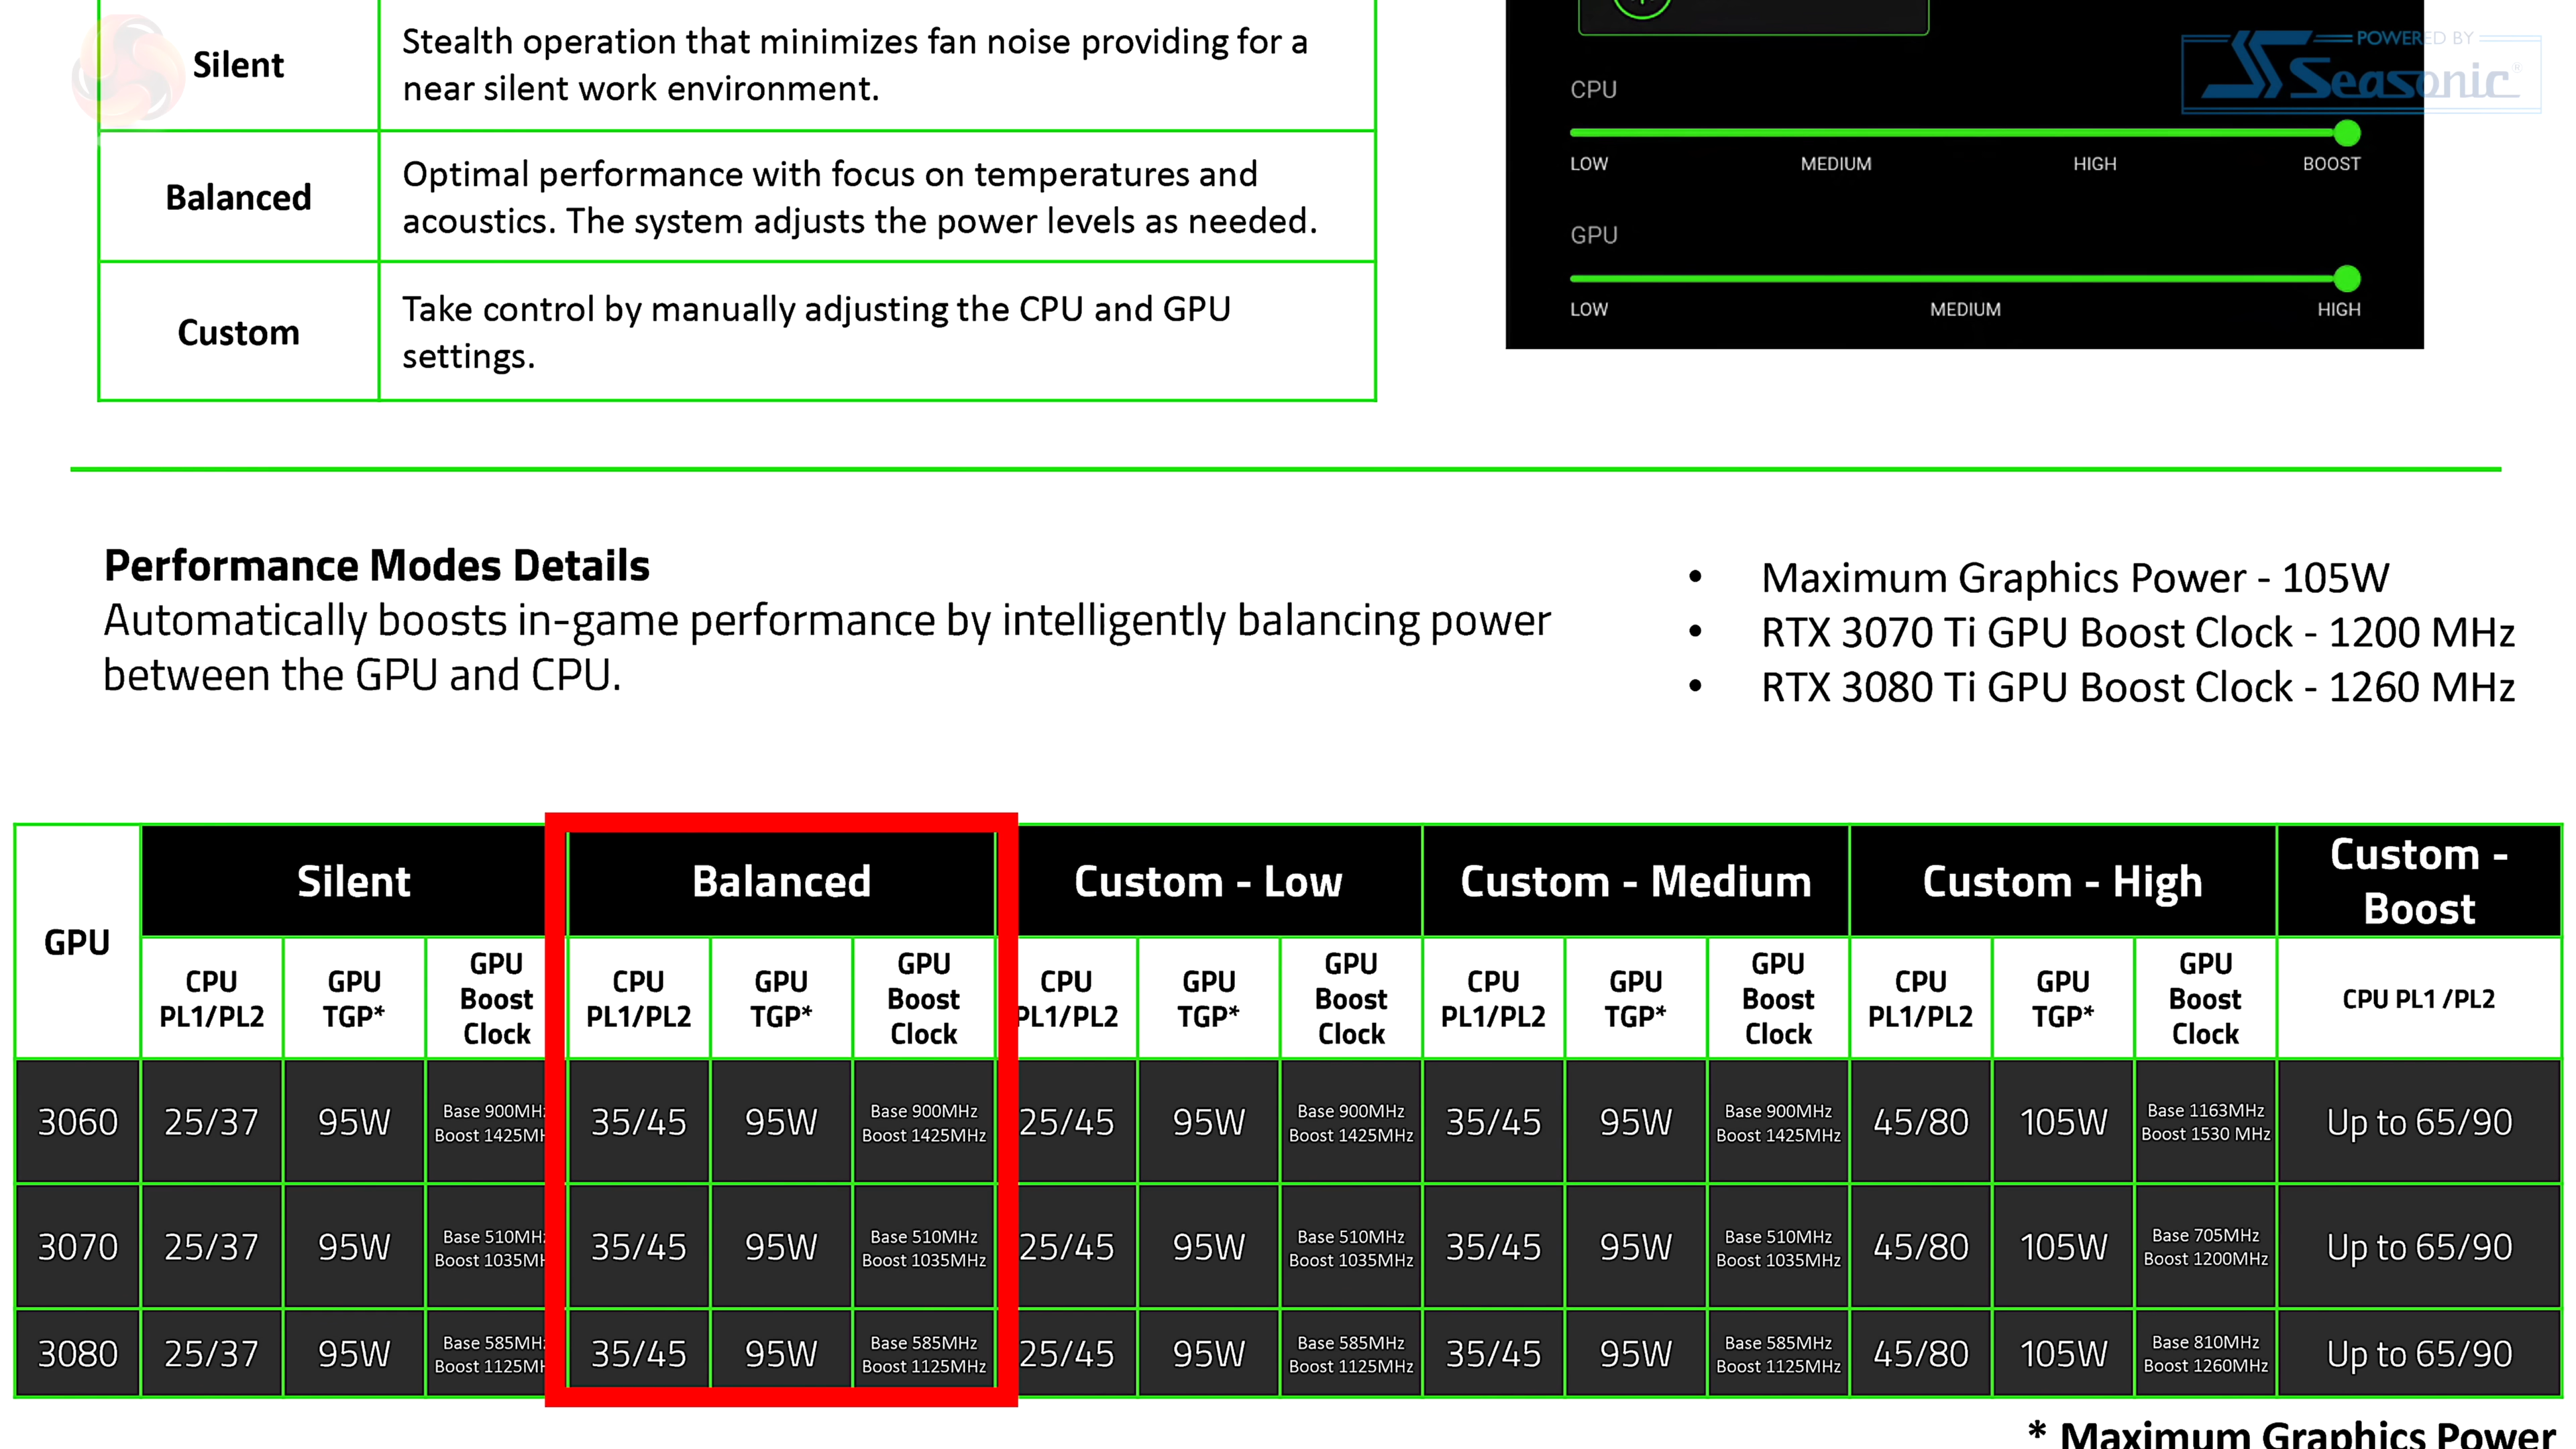 Silent
Stealth operation that minimizes fan noise providing for a
near silent work environment.
Balanced
Optimal performance with focus on temperatures and
acoustics. The system adjusts the power levels as needed.
Custom
Take control by manually adjusting the CPU and GPU
settings.
POWERED BY
Seasonic®
CPU
LOW MEDIUM HIGH BOOST
GPU
LOW MEDIUM HIGH
Performance Modes Details
Automatically boosts in-game performance by intelligently balancing power
between the GPU and CPU.
• Maximum Graphics Power - 105W
• RTX 3070 Ti GPU Boost Clock - 1200 MHz
• RTX 3080 Ti GPU Boost Clock - 1260 MHz
GPU Silent Balanced Custom - Low Custom - Medium Custom - High Custom -
Boost
CPU
PL1/PL2
GPU
TGP*
GPU
Boost
Clock
CPU
PL1/PL2
GPU
TGP*
GPU
Boost
Clock
CPU
PL1/PL2
GPU
TGP*
GPU
Boost
Clock
CPU
PL1/PL2
GPU
TGP*
GPU
Boost
Clock
CPU
PL1/PL2
GPU
TGP*
GPU
Boost
Clock
CPU PL1 /PL2
3060 25/37 95W
Base 900MHz
Boost 1425MH
35/45 95W
Base 900MHz
Boost 1425MHz
25/45 95W
Base 900MHz
Boost 1425MHz
35/45 95W
Base 900MHz
Boost 1425MHz
45/80 105W
Base 1163MHz
Boost 1530 MHz
Up to 65/90
3070 25/37 95W
Base 510MHz
Boost 1035MH
35/45 95W
Base 510MHz
Boost 1035MHz
25/45 95W
Base 510MHz
Boost 1035MHz
35/45 95W
Base 510MHz
Boost 1035MHz
45/80 105W
Base 705MHz
Boost 1200MHz
Up to 65/90
3080 25/37 95W
Base 585MHz
Boost 1125MH
35/45 95W
Base 585MHz
Boost 1125MHz
25/45 95W
Base 585MHz
Boost 1125MHz
35/45 95W
Base 585MHz
Boost 1125MHz
45/80 105W
Base 810MHz
Boost 1260MHz
Up to 65/90
* Maximum Graphics Power